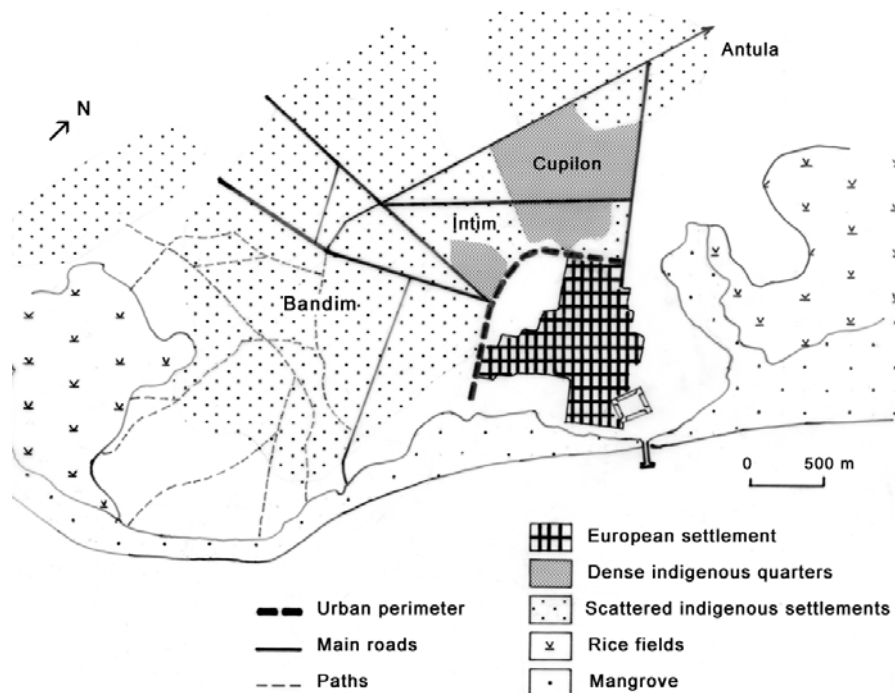 Antula
N
Cupilon
Intim
Bandim
0 500 m
European settlement
Dense indigenous quarters
Urban perimeter
Scattered indigenous settlements
Main roads
Rice fields
Paths
Mangrove